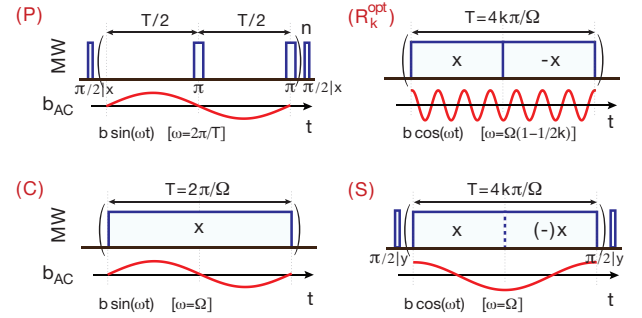 (P)
T/2 T/2 n
MW
π/2|x π π π/2|x
b_AC
t
b sin(ωt) [ω=2π/T]
(R_k^opt)
T=4kπ/Ω
x -x
t
b cos(ωt) [ω=Ω(1-1/2k)]
(C)
T=2π/Ω
MW
x
b_AC
t
b sin(ωt) [ω=Ω]
(S)
T=4kπ/Ω
x (-)x
π/2|y π/2|y
t
b cos(ωt) [ω=Ω]